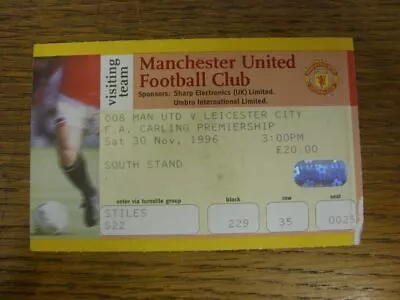 visiting team
Manchester United
Football Club
Sponsors: Sharp Electronics (UK) Limited.
Umbro International Limited.
008 MAN UTD V LEICESTER CITY
F.A. CARLING PREMIERSHIP
Sat 30 Nov, 1996 3:00PM
£20.00
SOUTH STAND
enter via turnstile group block row seat
STILES 229 35 0025
S22